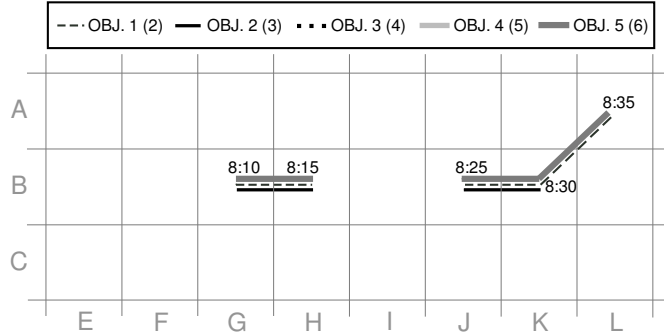 OBJ. 1 (2) OBJ. 2 (3) OBJ. 3 (4) OBJ. 4 (5) OBJ. 5 (6)
A
8:35
8:10 8:15 8:25
B
8:30
C
E F G H I J K L